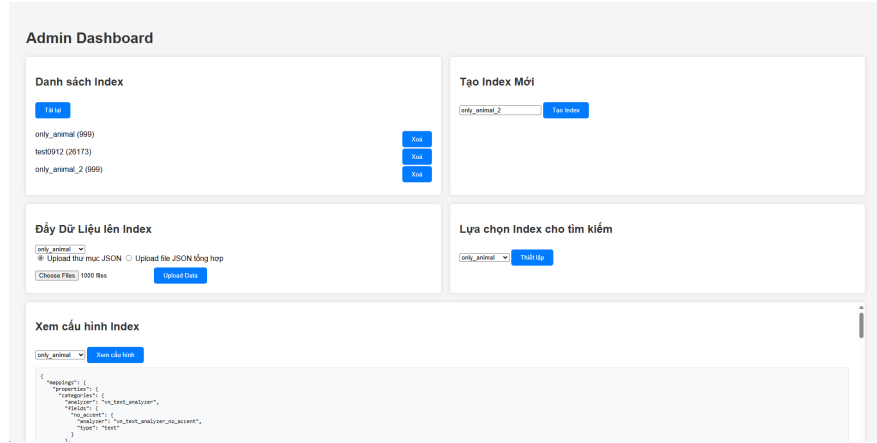 Admin Dashboard
Danh sách Index
Tải lại
only_animal (999)
Xoá
test0912 (26173)
Xoá
only_animal_2 (999)
Xoá
Tạo Index Mới
only_animal_2 Tạo Index
Đẩy Dữ Liệu lên Index
only_animal
Upload thư mục JSON Upload file JSON tổng hợp
Choose Files 1000 files Upload Data
Lựa chọn Index cho tìm kiếm
only_animal Thiết lập
Xem cấu hình Index
only_animal Xem cấu hình
{
"mappings": {
"properties": {
"categories": {
"analyzer": "vn_text_analyzer",
"fields": {
"no_accent": {
"analyzer": "vn_text_analyzer_no_accent",
"type": "text"
}
},